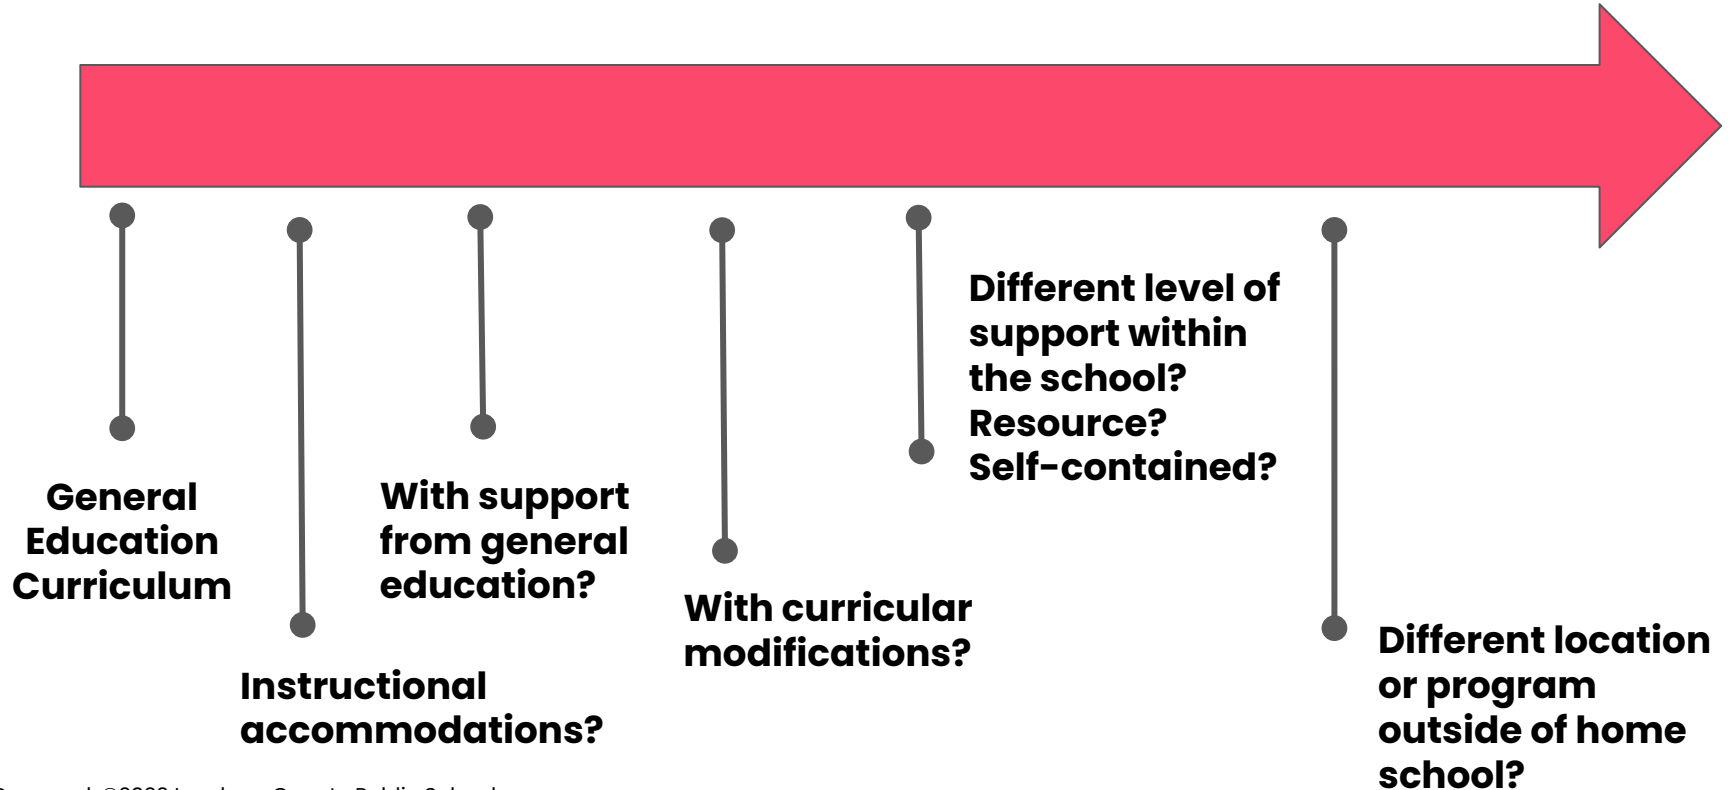 General
Education
Curriculum
Instructional
accommodations?
With support
from general
education?
With curricular
modifications?
Different level of
support within
the school?
Resource?
Self-contained?
Different location
or program
outside of home
school?